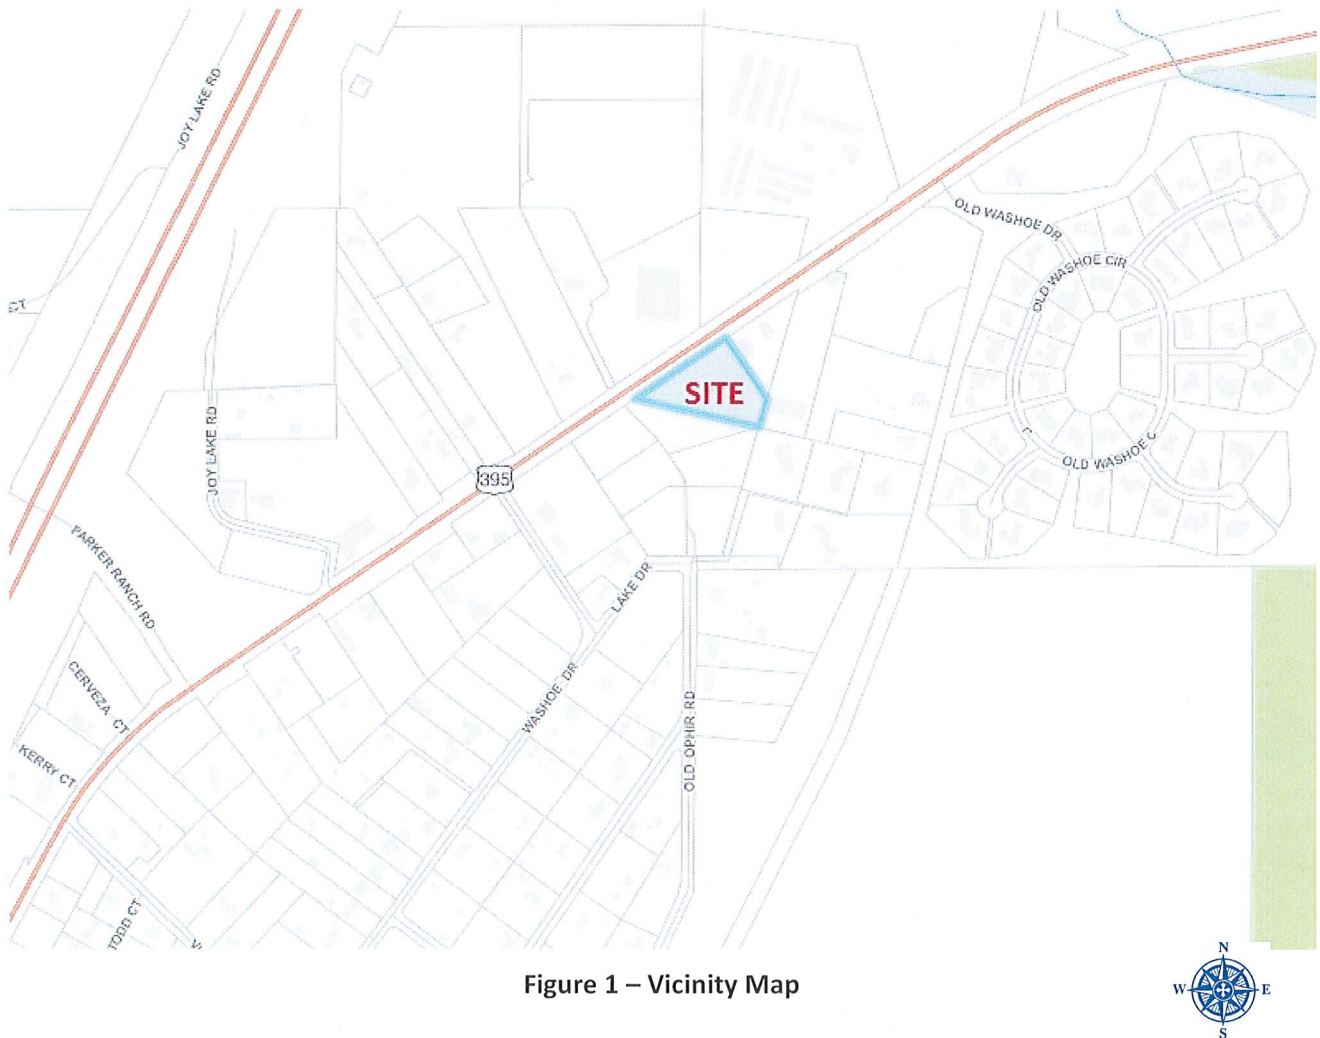 JOY LAKE RD
OLD WASHOE DR
OLD WASHOE CIR
CT
SITE
JOY LAKE RD
OLD WASHOE C
395
PARKER RANCH RD
LAKE DR
CERVEZA CT
WASHOE DR
OLD OPHIR RD
KERRY CT
TODD CT
Figure 1 – Vicinity Map
N
W E
S